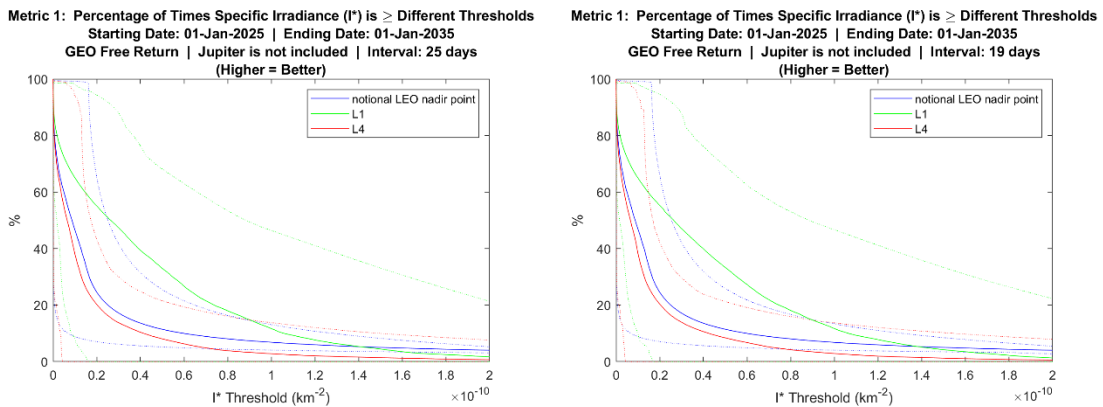 Metric 1: Percentage of Times Specific Irradiance (I*) is ≥ Different Thresholds
Starting Date: 01-Jan-2025 | Ending Date: 01-Jan-2035
GEO Free Return | Jupiter is not included | Interval: 25 days
(Higher = Better)
100
80
60
40
20
0
%
notional LEO nadir point
L1
L4
0 0.2 0.4 0.6 0.8 1 1.2 1.4 1.6 1.8 2
I* Threshold (km⁻²)
×10⁻¹⁰
Metric 1: Percentage of Times Specific Irradiance (I*) is ≥ Different Thresholds
Starting Date: 01-Jan-2025 | Ending Date: 01-Jan-2035
GEO Free Return | Jupiter is not included | Interval: 19 days
(Higher = Better)
100
80
60
40
20
0
%
notional LEO nadir point
L1
L4
0 0.2 0.4 0.6 0.8 1 1.2 1.4 1.6 1.8 2
I* Threshold (km⁻²)
×10⁻¹⁰